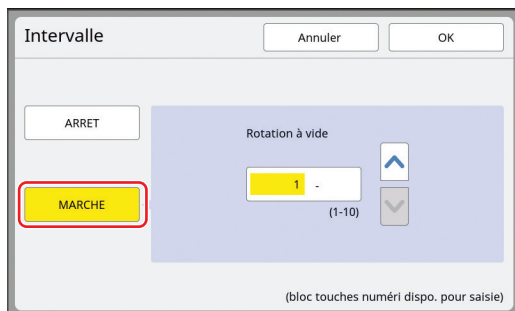 Intervalle
Annuler
OK
ARRET
Rotation à vide
1 -
(1-10)
MARCHE
(bloc touches numéri dispo. pour saisie)